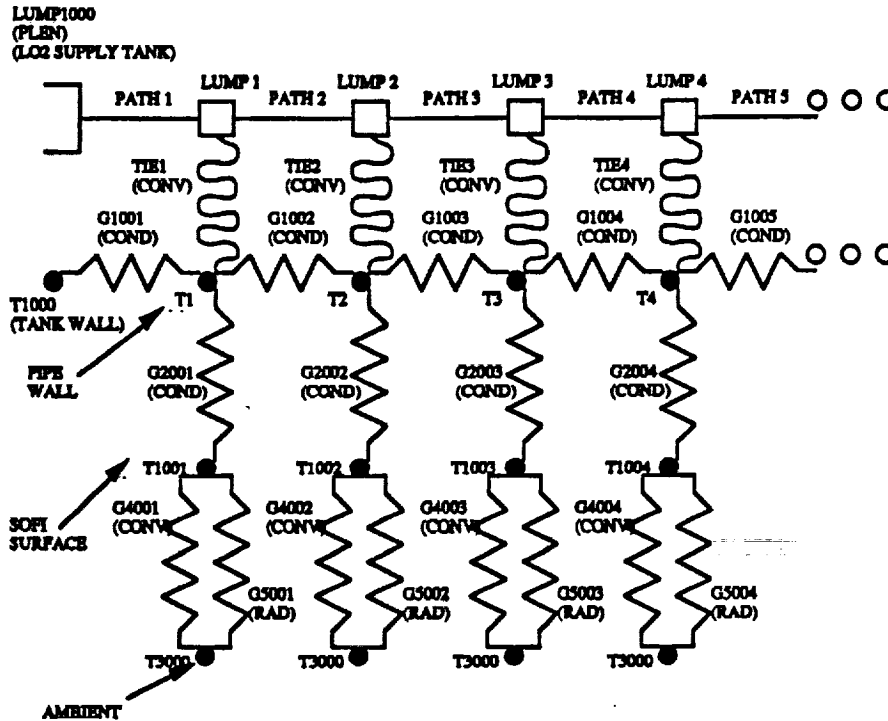 LUMP1000
(PLEN)
(LO2 SUPPLY TANK)
LUMP 1 LUMP 2 LUMP 3 LUMP 4
PATH 1 PATH 2 PATH 3 PATH 4 PATH 5
TIE1 TIE2 TIE3 TIE4
(CONV) (CONV) (CONV) (CONV)
G1001 G1002 G1003 G1004 G1005
(COND) (COND) (COND) (COND) (COND)
T1000 T1 T2 T3 T4
(TANK WALL)
PIPE
WALL
G2001 G2002 G2003 G2004
(COND) (COND) (COND) (COND)
T1001 T1002 T1003 T1004
G4001 G4002 G4003 G4004
(CONV) (CONV) (CONV) (CONV)
SOFI
SURFACE
G5001 G5002 G5003 G5004
(RAD) (RAD) (RAD) (RAD)
T3000 T3000 T3000 T3000
AMBIENT